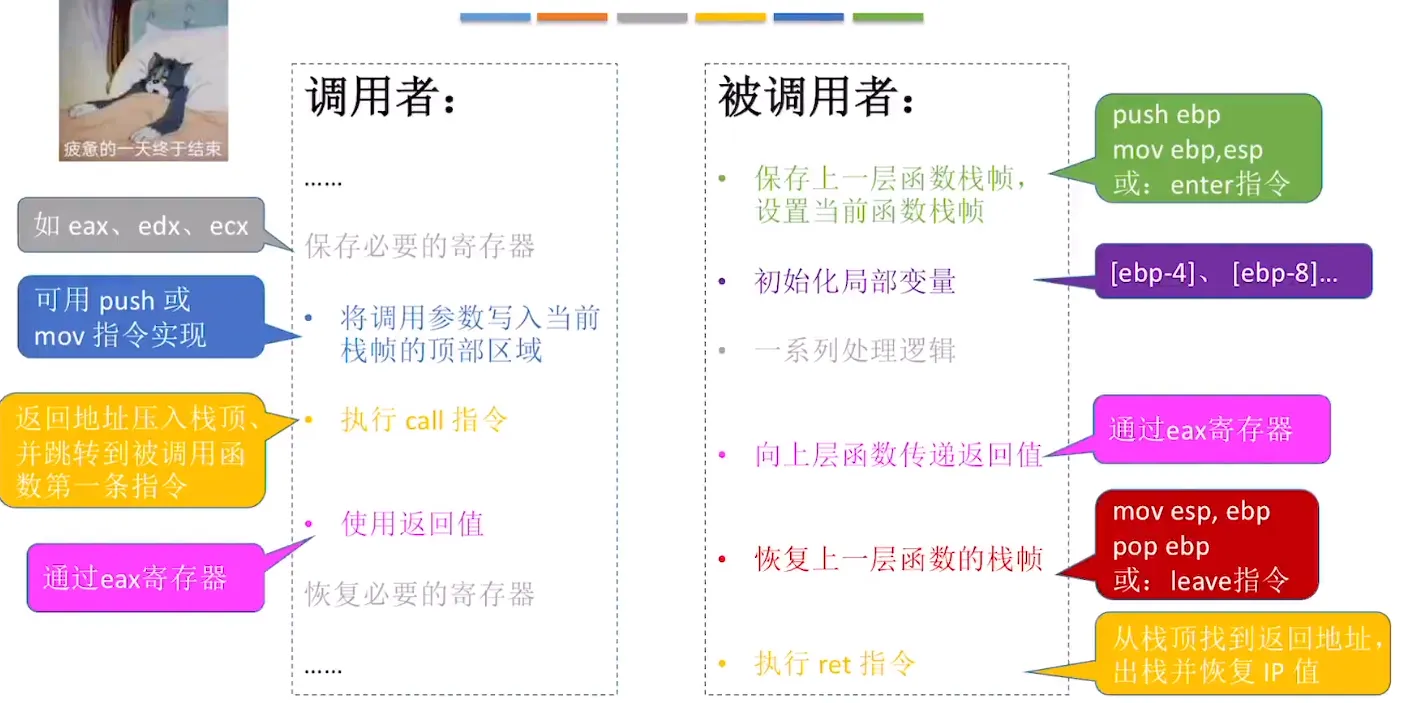 疲惫的一天终于结束
调用者：
……
如 eax、edx、ecx
保存必要的寄存器
可用 push 或
mov 指令实现
将调用参数写入当前
栈帧的顶部区域
返回地址压入栈顶、
并跳转到被调用函
数第一条指令
执行 call 指令
使用返回值
通过eax寄存器
恢复必要的寄存器
……
被调用者：
保存上一层函数栈帧，
设置当前函数栈帧
push ebp
mov ebp,esp
或：enter指令
初始化局部变量
[ebp-4]、 [ebp-8]...
一系列处理逻辑
向上层函数传递返回值
通过eax寄存器
恢复上一层函数的栈帧
mov esp, ebp
pop ebp
或：leave指令
执行 ret 指令
从栈顶找到返回地址，
出栈并恢复 IP 值